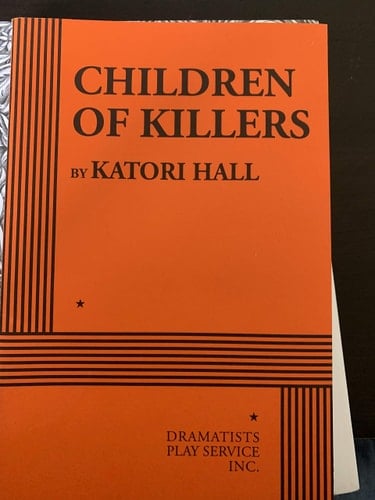 CHILDREN
OF KILLERS
BY KATORI HALL
DRAMATISTS
PLAY SERVICE
INC.